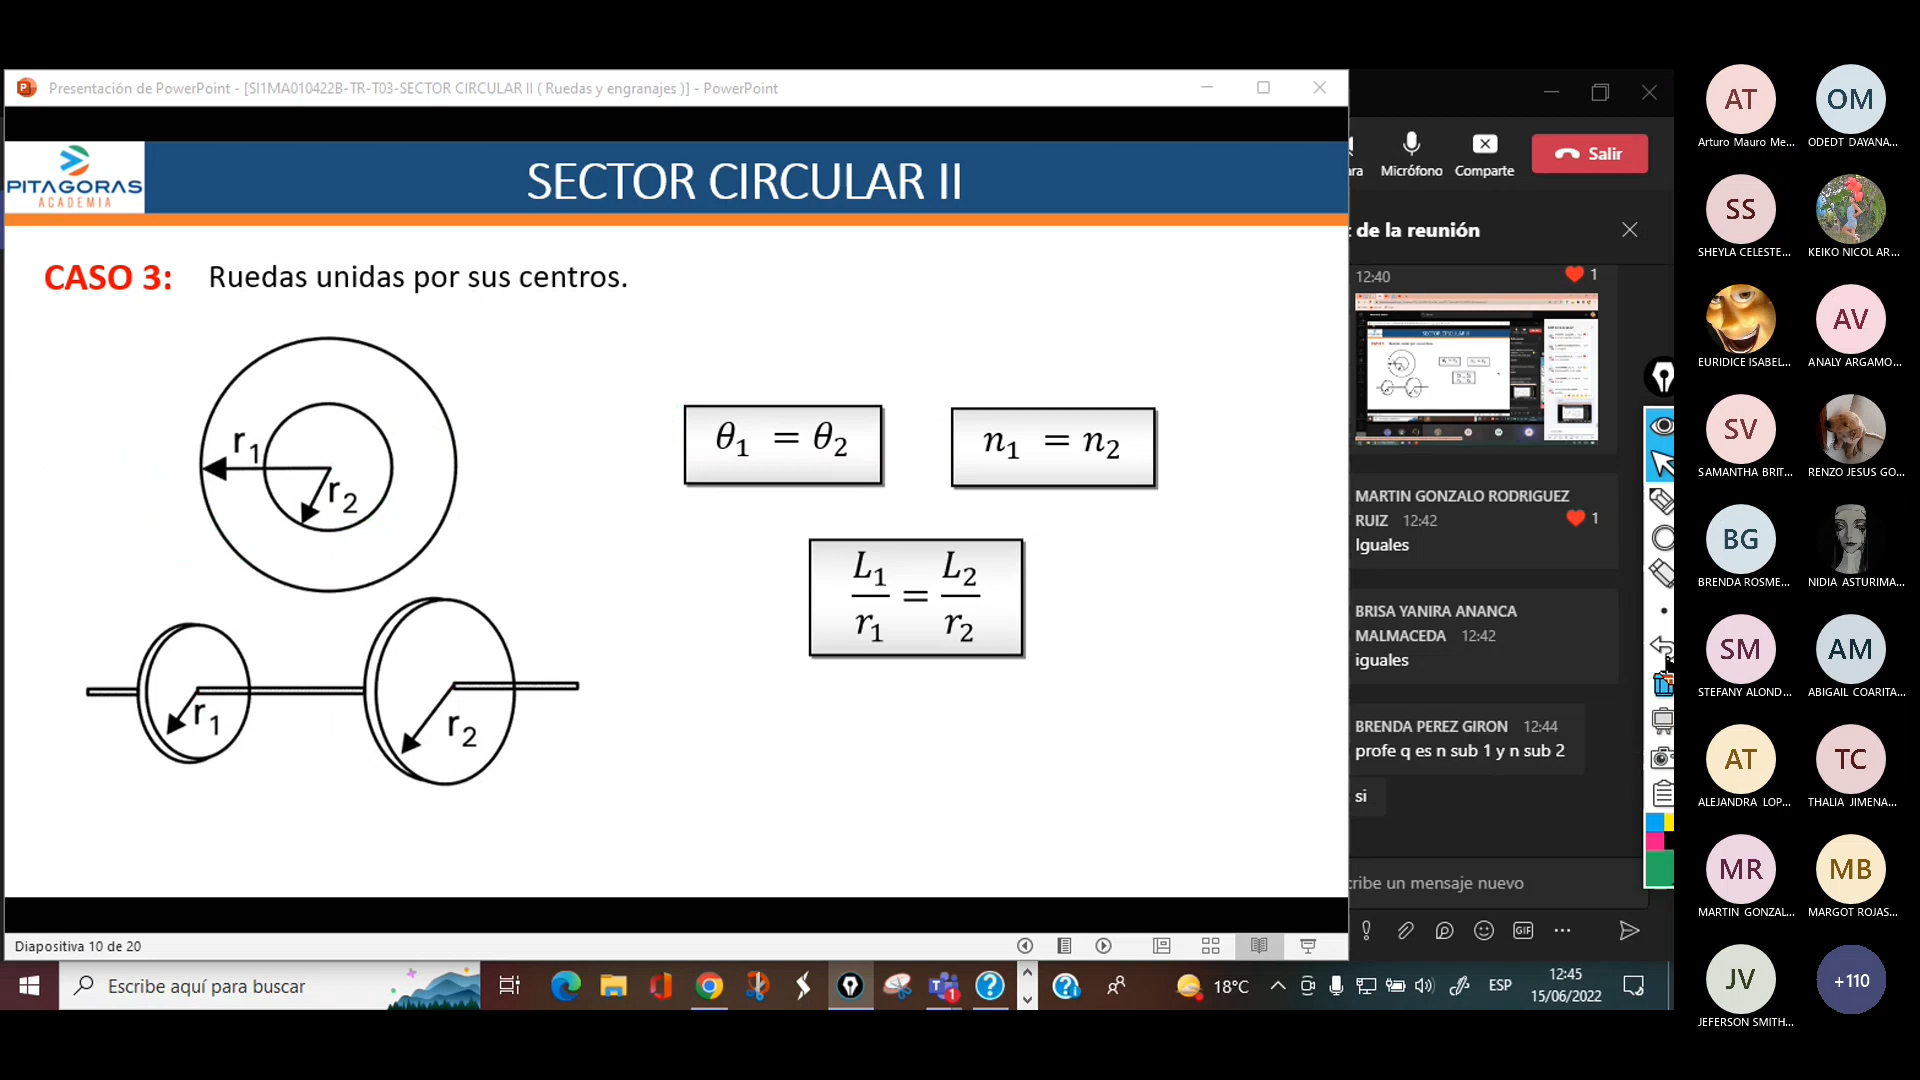 Presentación de PowerPoint - [SI1MA010422B-TR-T03-SECTOR CIRCULAR II ( Ruedas y engranajes )] - PowerPoint
PITAGORAS
ACADEMIA
SECTOR CIRCULAR II
CASO 3: Ruedas unidas por sus centros.
r1
r2
θ1 = θ2
n1 = n2
L1/r1 = L2/r2
r1
r2
Diapositiva 10 de 20
Micrófono
Comparte
Salir
de la reunión
12:40
1
MARTIN GONZALO RODRIGUEZ
RUIZ 12:42
1
Iguales
BRISA YANIRA ANANCA
MALMACEDA 12:42
iguales
BRENDA PEREZ GIRON 12:44
profe q es n sub 1 y n sub 2
si
cribe un mensaje nuevo
GIF
AT
Arturo Mauro Me...
OM
ODEDT DAYANA...
SS
SHEYLA CELESTE...
KEIKO NICOL AR...
EURIDICE ISABEL...
AV
ANALY ARGAMO...
SV
SAMANTHA BRIT...
RENZO JESUS GO...
BG
BRENDA ROSME...
NIDIA ASTURIMA...
SM
STEFANY ALOND...
AM
ABIGAIL COARITA...
AT
ALEJANDRA LOP...
TC
THALIA JIMENA...
MR
MARTIN GONZAL...
MB
MARGOT ROJAS...
JV
JEFERSON SMITH...
+110
Escribe aquí para buscar
1
18°C
ESP
12:45
15/06/2022